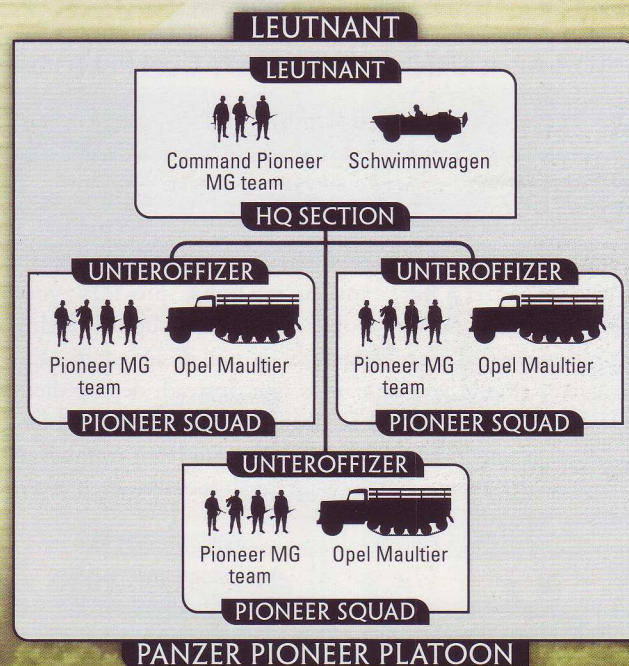 LEUTNANT
LEUTNANT
Command Pioneer
MG team
Schwimmwagen
HQ SECTION
UNTEROFFIZER
Pioneer MG
team
Opel Maultier
PIONEER SQUAD
UNTEROFFIZER
Pioneer MG
team
Opel Maultier
PIONEER SQUAD
UNTEROFFIZER
Pioneer MG
team
Opel Maultier
PIONEER SQUAD
PANZER PIONEER PLATOON